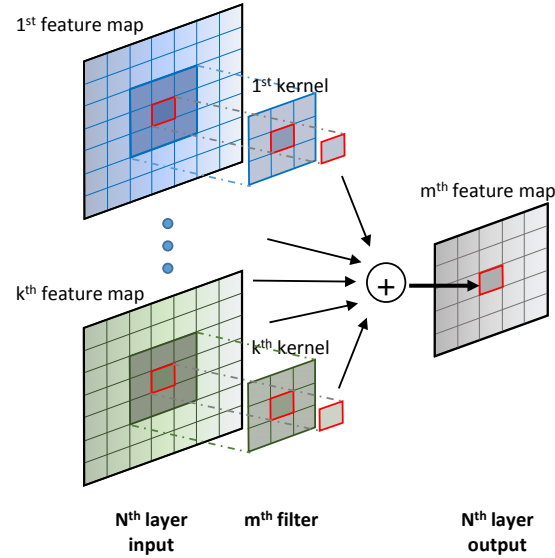 1st feature map
1st kernel
mth feature map
+
kth feature map
kth kernel
Nth layer
input
mth filter
Nth layer
output